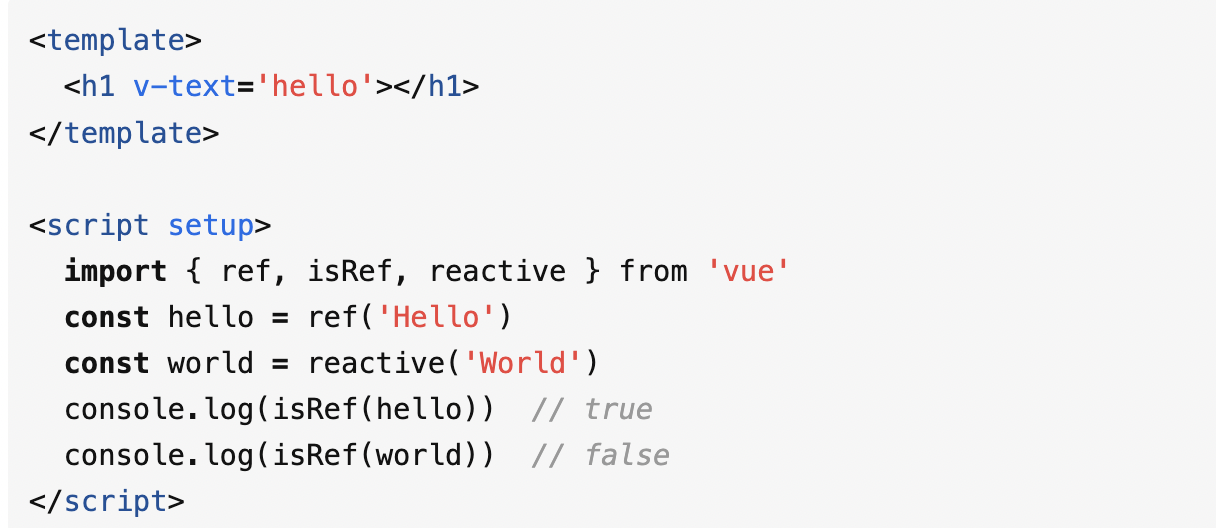 <template>
  <h1 v-text='hello'></h1>
</template>

<script setup>
  import { ref, isRef, reactive } from 'vue'
  const hello = ref('Hello')
  const world = reactive('World')
  console.log(isRef(hello))  // true
  console.log(isRef(world))  // false
</script>